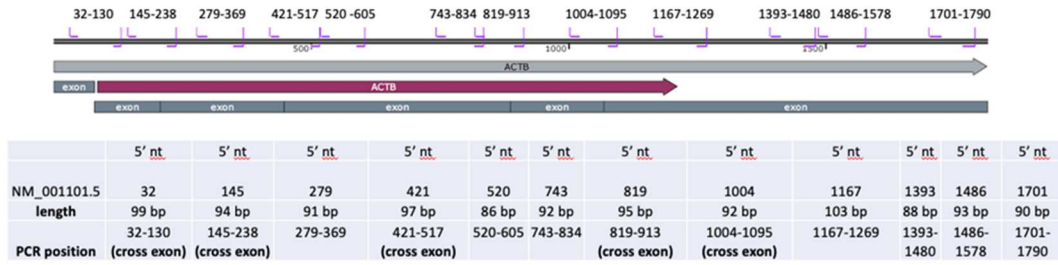 32-130 145-238 279-369 421-517 520 -605 743-834 819-913 1004-1095 1167-1269 1393-1480 1486-1578 1701-1790
500 1000 1500
ACTB
exon ACTB
exon exon exon exon exon
5’ nt 5’ nt 5’ nt 5’ nt 5’ nt 5’ nt 5’ nt 5’ nt 5’ nt 5’ nt 5’ nt 5’ nt
NM_001101.5 32 145 279 421 520 743 819 1004 1167 1393 1486 1701
length 99 bp 94 bp 91 bp 97 bp 86 bp 92 bp 95 bp 92 bp 103 bp 88 bp 93 bp 90 bp
32-130 145-238 279-369 421-517 520-605 743-834 819-913 1004-1095 1167-1269 1393- 1486- 1701-
PCR position (cross exon) (cross exon) (cross exon) (cross exon) (cross exon) 1480 1578 1790